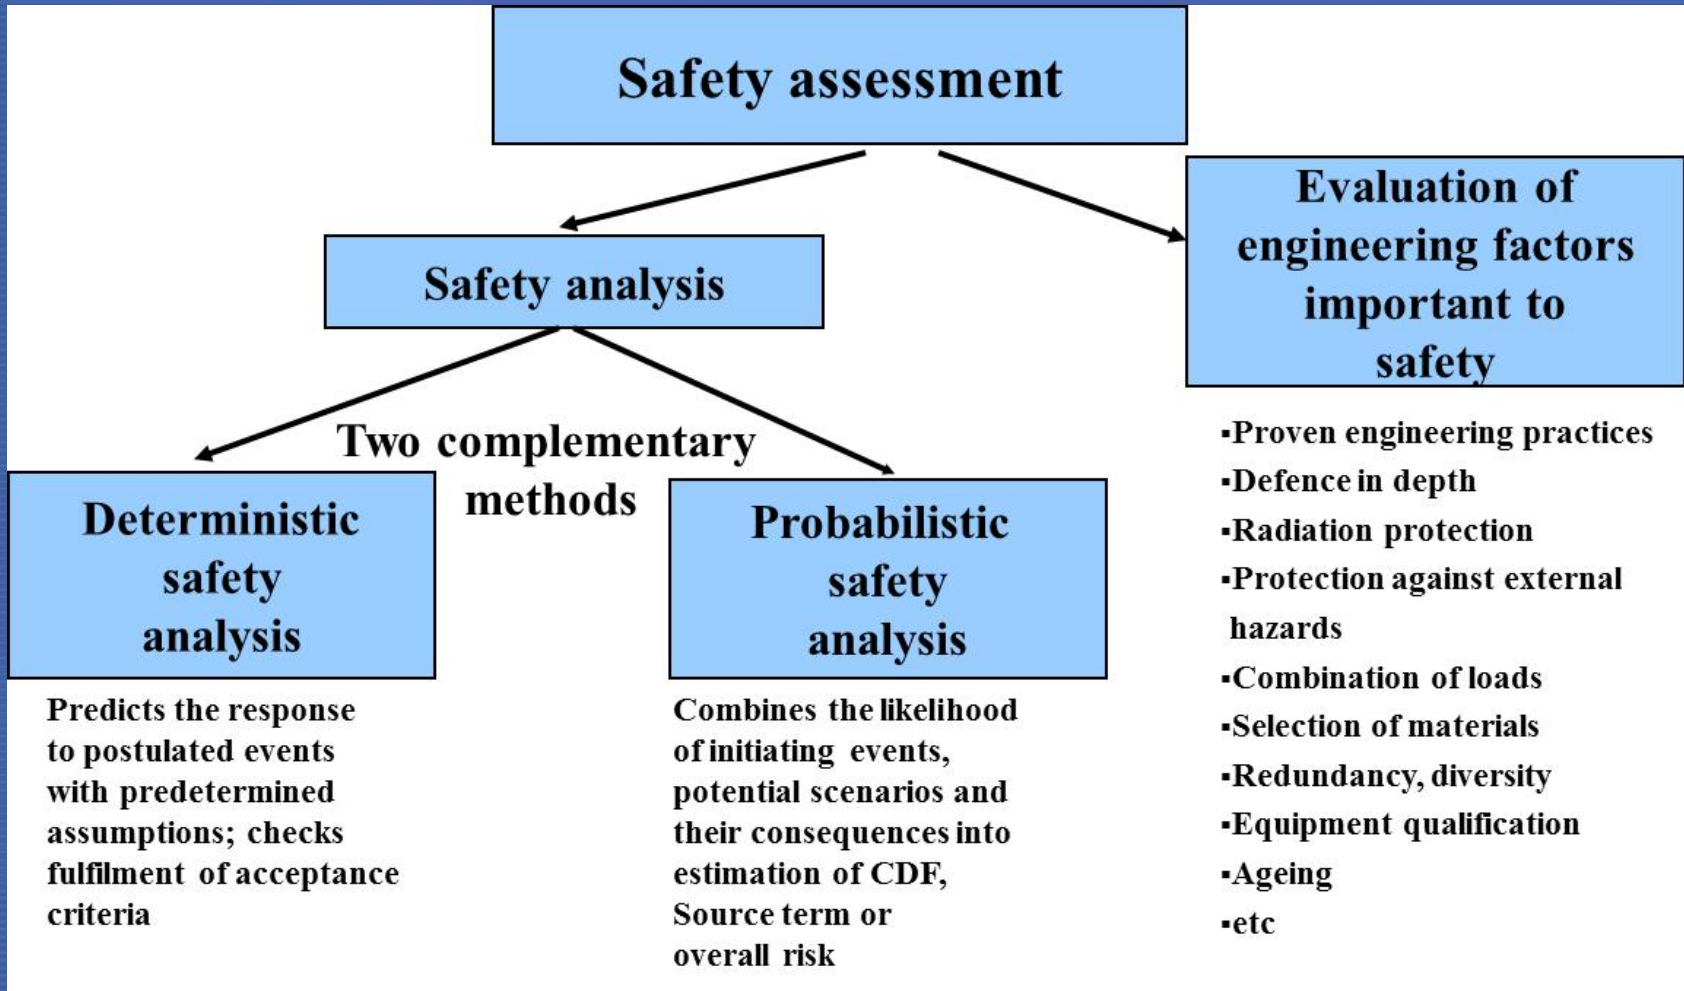 Safety assessment
Safety analysis
Evaluation of
engineering factors
important to
safety
Two complementary
methods
Deterministic
safety
analysis
Probabilistic
safety
analysis
Predicts the response
to postulated events
with predetermined
assumptions; checks
fulfilment of acceptance
criteria
Combines the likelihood
of initiating events,
potential scenarios and
their consequences into
estimation of CDF,
Source term or
overall risk
▪Proven engineering practices
▪Defence in depth
▪Radiation protection
▪Protection against external
hazards
▪Combination of loads
▪Selection of materials
▪Redundancy, diversity
▪Equipment qualification
▪Ageing
▪etc